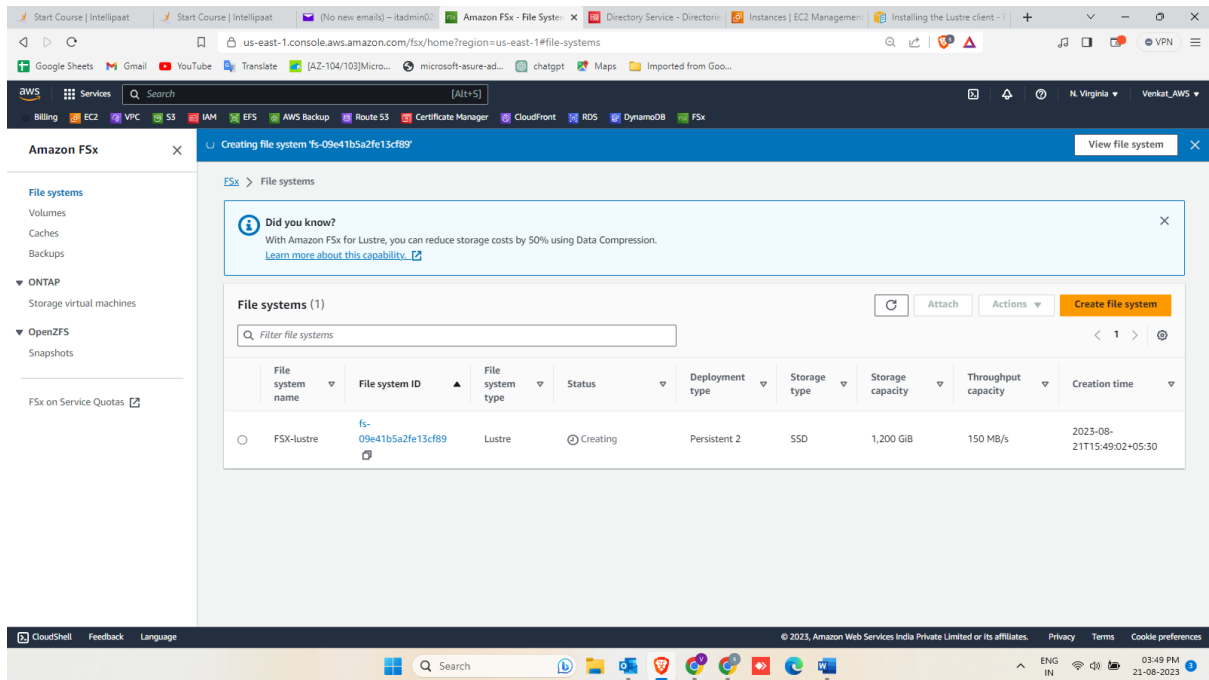 Start Course | Intellipaat
Start Course | Intellipaat
(No new emails) – itadmin02
Amazon FSx - File System
Directory Service - Directorie
Instances | EC2 Management
Installing the Lustre client -
us-east-1.console.aws.amazon.com/fsx/home?region=us-east-1#file-systems
VPN
Google Sheets Gmail YouTube Translate [AZ-104/103]Micro... microsoft-asure-ad... chatgpt Maps Imported from Goo...
aws Services Search [Alt+S] N. Virginia Venkat_AWS
Billing EC2 VPC S3 IAM EFS AWS Backup Route 53 Certificate Manager CloudFront RDS DynamoDB FSx
Amazon FSx
File systems
Volumes
Caches
Backups
ONTAP
Storage virtual machines
OpenZFS
Snapshots
FSx on Service Quotas
Creating file system 'fs-09e41b5a2fe13cf89'
View file system
FSx > File systems
Did you know?
With Amazon FSx for Lustre, you can reduce storage costs by 50% using Data Compression.
Learn more about this capability.
File systems (1)
Attach
Actions
Create file system
Filter file systems
1
File
system
name
File system ID
File
system
type
Status
Deployment
type
Storage
type
Storage
capacity
Throughput
capacity
Creation time
FSX-lustre
fs-
09e41b5a2fe13cf89
Lustre
Creating
Persistent 2
SSD
1,200 GiB
150 MB/s
2023-08-
21T15:49:02+05:30
CloudShell Feedback Language
© 2023, Amazon Web Services India Private Limited or its affiliates. Privacy Terms Cookie preferences
Search
ENG
IN
03:49 PM
21-08-2023
3